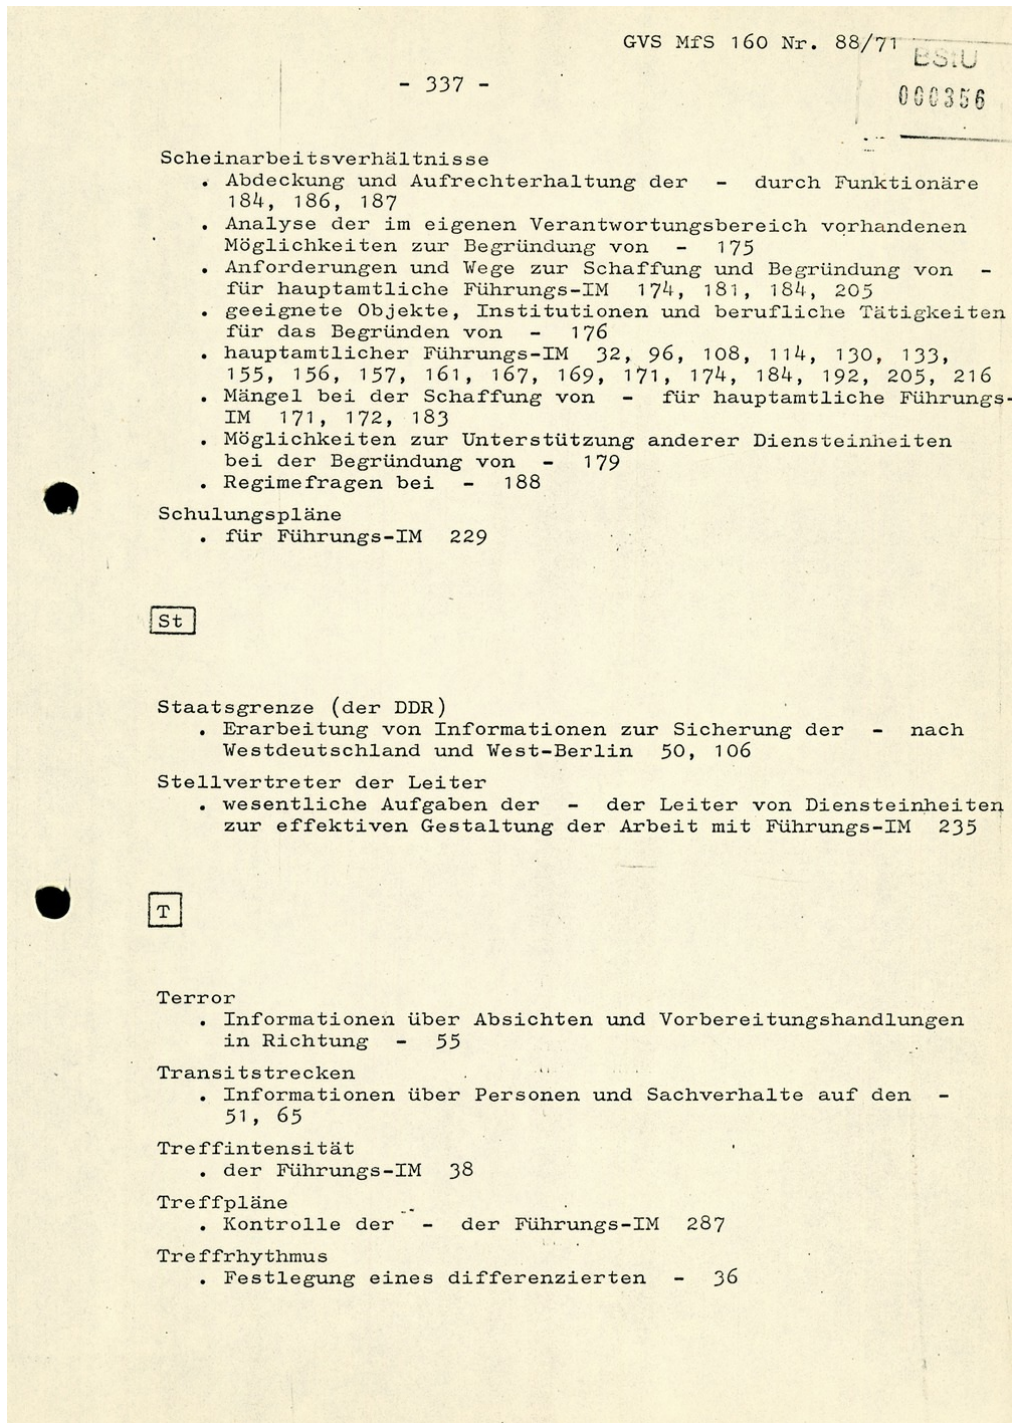 GVS MfS 160 Nr. 88/71
BStU
000356
- 337 -
Scheinarbeitsverhältnisse
. Abdeckung und Aufrechterhaltung der - durch Funktionäre
184, 186, 187
. Analyse der im eigenen Verantwortungsbereich vorhandenen
Möglichkeiten zur Begründung von - 175
. Anforderungen und Wege zur Schaffung und Begründung von -
für hauptamtliche Führungs-IM 174, 181, 184, 205
. geeignete Objekte, Institutionen und berufliche Tätigkeiten
für das Begründen von - 176
. hauptamtlicher Führungs-IM 32, 96, 108, 114, 130, 133,
155, 156, 157, 161, 167, 169, 171, 174, 184, 192, 205, 216
. Mängel bei der Schaffung von - für hauptamtliche Führungs-
IM 171, 172, 183
. Möglichkeiten zur Unterstützung anderer Diensteinheiten
bei der Begründung von - 179
. Regimefragen bei - 188
Schulungspläne
. für Führungs-IM 229
St
Staatsgrenze (der DDR)
. Erarbeitung von Informationen zur Sicherung der - nach
Westdeutschland und West-Berlin 50, 106
Stellvertreter der Leiter
. wesentliche Aufgaben der - der Leiter von Diensteinheiten
zur effektiven Gestaltung der Arbeit mit Führungs-IM 235
T
Terror
. Informationen über Absichten und Vorbereitungshandlungen
in Richtung - 55
Transitstrecken
. Informationen über Personen und Sachverhalte auf den -
51, 65
Treffintensität
. der Führungs-IM 38
Treffpläne
. Kontrolle der - der Führungs-IM 287
Treffrhythmus
. Festlegung eines differenzierten - 36